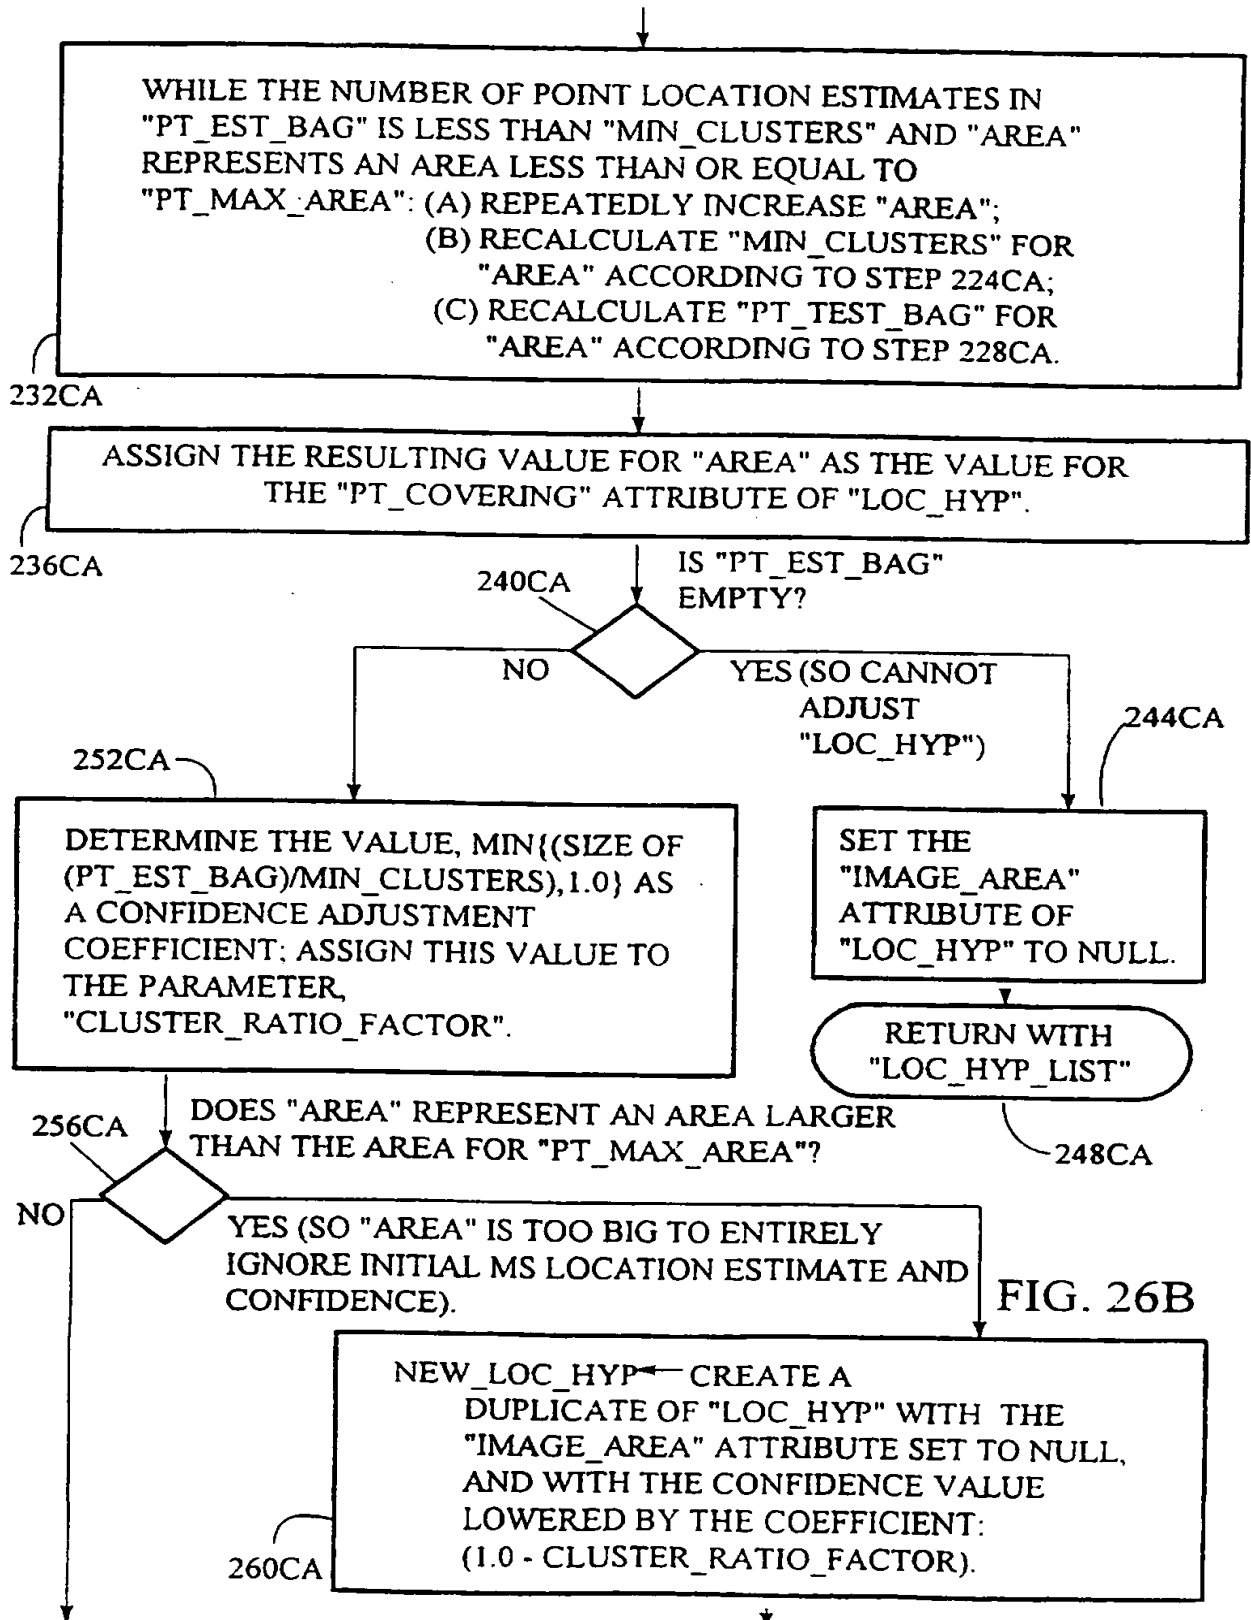 WHILE THE NUMBER OF POINT LOCATION ESTIMATES IN
"PT_EST_BAG" IS LESS THAN "MIN_CLUSTERS" AND "AREA"
REPRESENTS AN AREA LESS THAN OR EQUAL TO
"PT_MAX_AREA": (A) REPEATEDLY INCREASE "AREA";
(B) RECALCULATE "MIN_CLUSTERS" FOR
"AREA" ACCORDING TO STEP 224CA;
(C) RECALCULATE "PT_TEST_BAG" FOR
"AREA" ACCORDING TO STEP 228CA.
232CA
ASSIGN THE RESULTING VALUE FOR "AREA" AS THE VALUE FOR
THE "PT_COVERING" ATTRIBUTE OF "LOC_HYP".
236CA
240CA
IS "PT_EST_BAG"
EMPTY?
NO
YES (SO CANNOT
ADJUST
"LOC_HYP")
244CA
252CA
DETERMINE THE VALUE, MIN{(SIZE OF
(PT_EST_BAG)/MIN_CLUSTERS),1.0} AS
A CONFIDENCE ADJUSTMENT
COEFFICIENT; ASSIGN THIS VALUE TO
THE PARAMETER,
"CLUSTER_RATIO_FACTOR".
SET THE
"IMAGE_AREA"
ATTRIBUTE OF
"LOC_HYP" TO NULL.
RETURN WITH
"LOC_HYP_LIST"
248CA
256CA
DOES "AREA" REPRESENT AN AREA LARGER
THAN THE AREA FOR "PT_MAX_AREA"?
NO
YES (SO "AREA" IS TOO BIG TO ENTIRELY
IGNORE INITIAL MS LOCATION ESTIMATE AND
CONFIDENCE).
FIG. 26B
NEW_LOC_HYP← CREATE A
DUPLICATE OF "LOC_HYP" WITH THE
"IMAGE_AREA" ATTRIBUTE SET TO NULL,
AND WITH THE CONFIDENCE VALUE
LOWERED BY THE COEFFICIENT:
(1.0 - CLUSTER_RATIO_FACTOR).
260CA